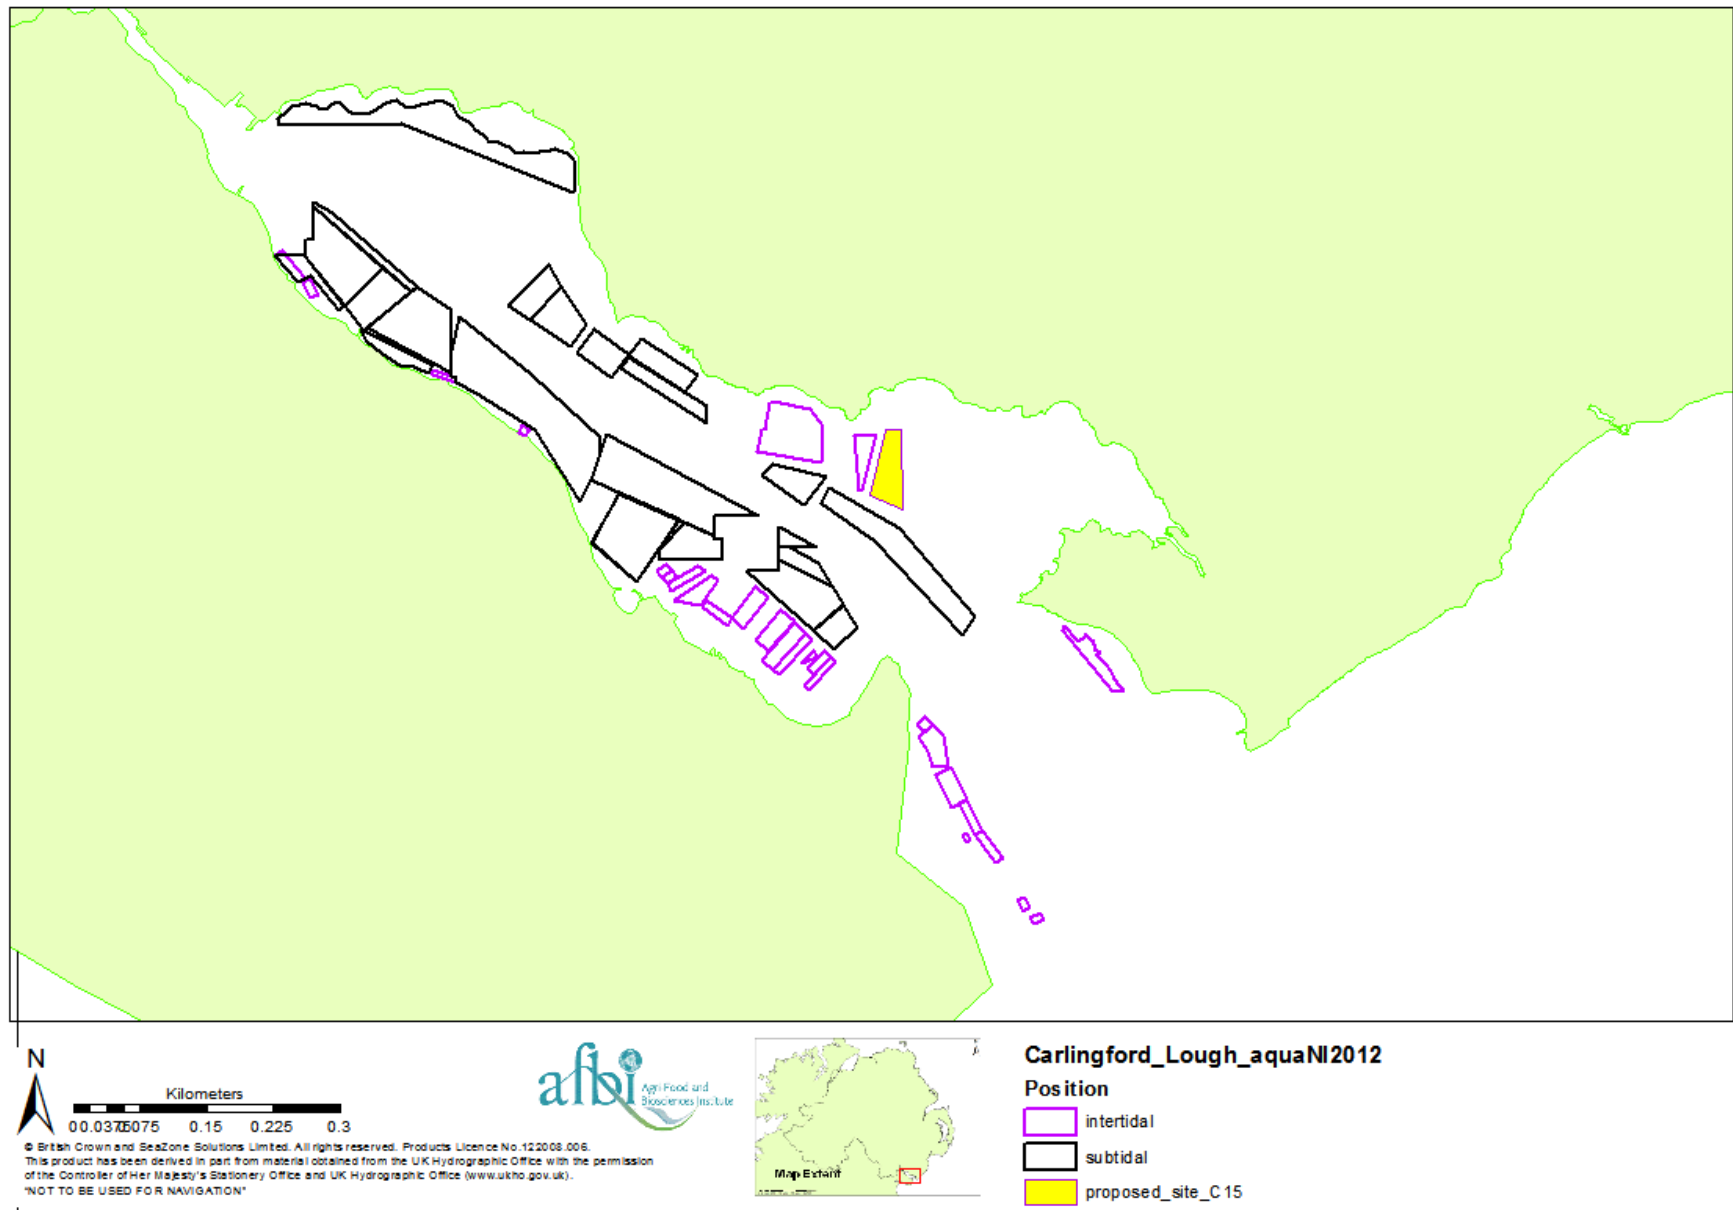 N
Kilometers
0 0.0375 0.075 0.15 0.225 0.3
© British Crown and SeaZone Solutions Limited. All rights reserved. Products Licence No.122008.006.
This product has been derived in part from material obtained from the UK Hydrographic Office with the permission
of the Controller of Her Majesty's Stationery Office and UK Hydrographic Office (www.ukho.gov.uk).
"NOT TO BE USED FOR NAVIGATION"
afbi
Agri-Food and
Biosciences Institute
Map Extent
Carlingford_Lough_aquaNI2012
Position
intertidal
subtidal
proposed_site_C15